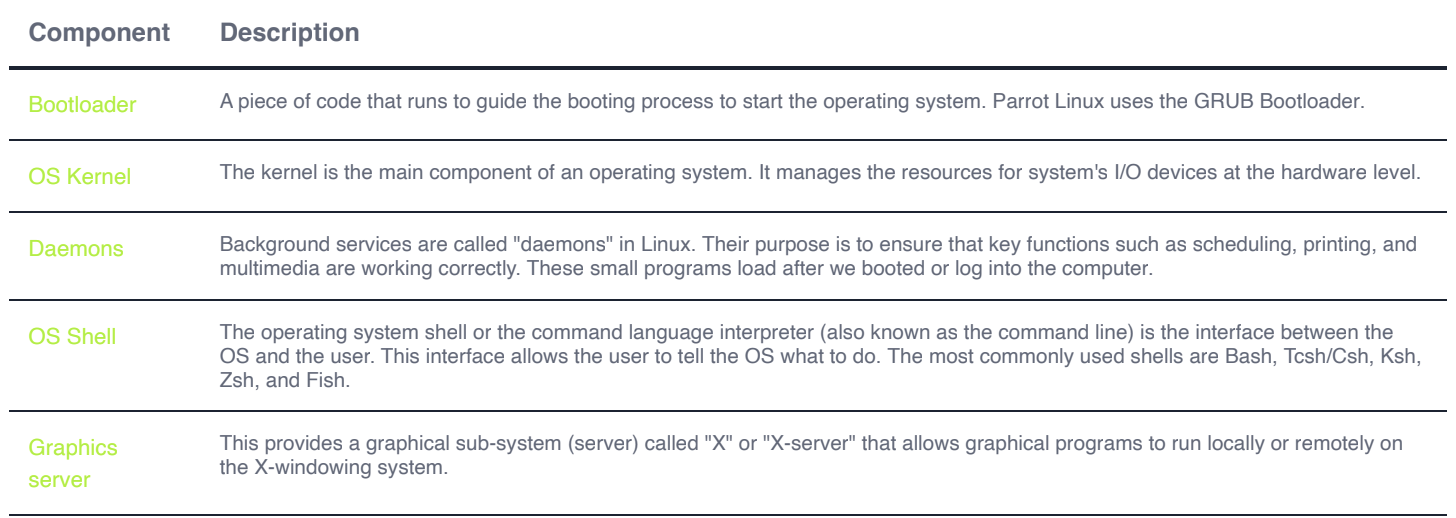 Component Description
Bootloader A piece of code that runs to guide the booting process to start the operating system. Parrot Linux uses the GRUB Bootloader.
OS Kernel The kernel is the main component of an operating system. It manages the resources for system's I/O devices at the hardware level.
Daemons Background services are called "daemons" in Linux. Their purpose is to ensure that key functions such as scheduling, printing, and
multimedia are working correctly. These small programs load after we booted or log into the computer.
OS Shell The operating system shell or the command language interpreter (also known as the command line) is the interface between the
OS and the user. This interface allows the user to tell the OS what to do. The most commonly used shells are Bash, Tcsh/Csh, Ksh,
Zsh, and Fish.
Graphics
server
This provides a graphical sub-system (server) called "X" or "X-server" that allows graphical programs to run locally or remotely on
the X-windowing system.